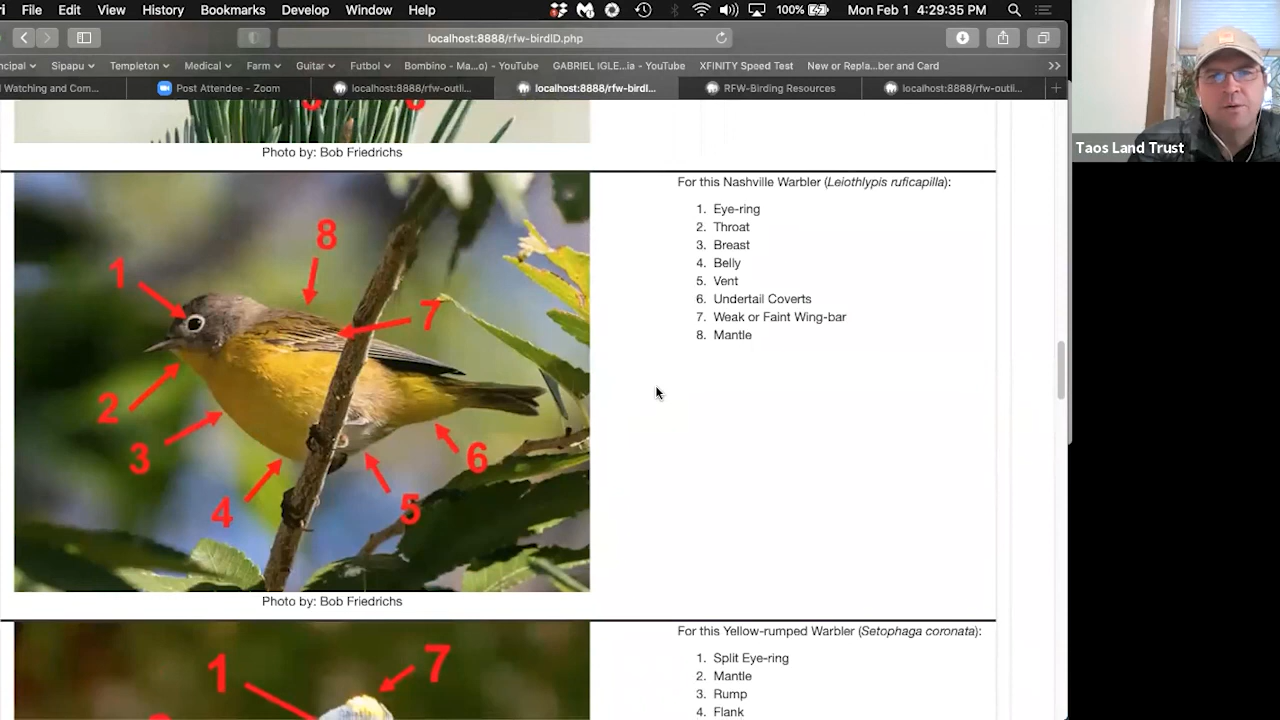 File Edit View History Bookmarks Develop Window Help 100% Mon Feb 1 4:29:35 PM
localhost:8888/rfw-birdID.php
ncipal Sipapu Templeton Medical Farm Guitar Futbol Bombino - Ma...o) - YouTube GABRIEL IGLE...ia - YouTube XFINITY Speed Test New or Repla...ber and Card
l Watching and Com... Post Attendee - Zoom localhost:8888/rfw-outli... localhost:8888/rfw-birdI... RFW-Birding Resources localhost:8888/rfw-outli...
Photo by: Bob Friedrichs
Taos Land Trust
For this Nashville Warbler (Leiothlypis ruficapilla):
1. Eye-ring
2. Throat
3. Breast
4. Belly
5. Vent
6. Undertail Coverts
7. Weak or Faint Wing-bar
8. Mantle
8
1
7
2
3
6
4
5
Photo by: Bob Friedrichs
For this Yellow-rumped Warbler (Setophaga coronata):
1. Split Eye-ring
2. Mantle
3. Rump
4. Flank
1
7